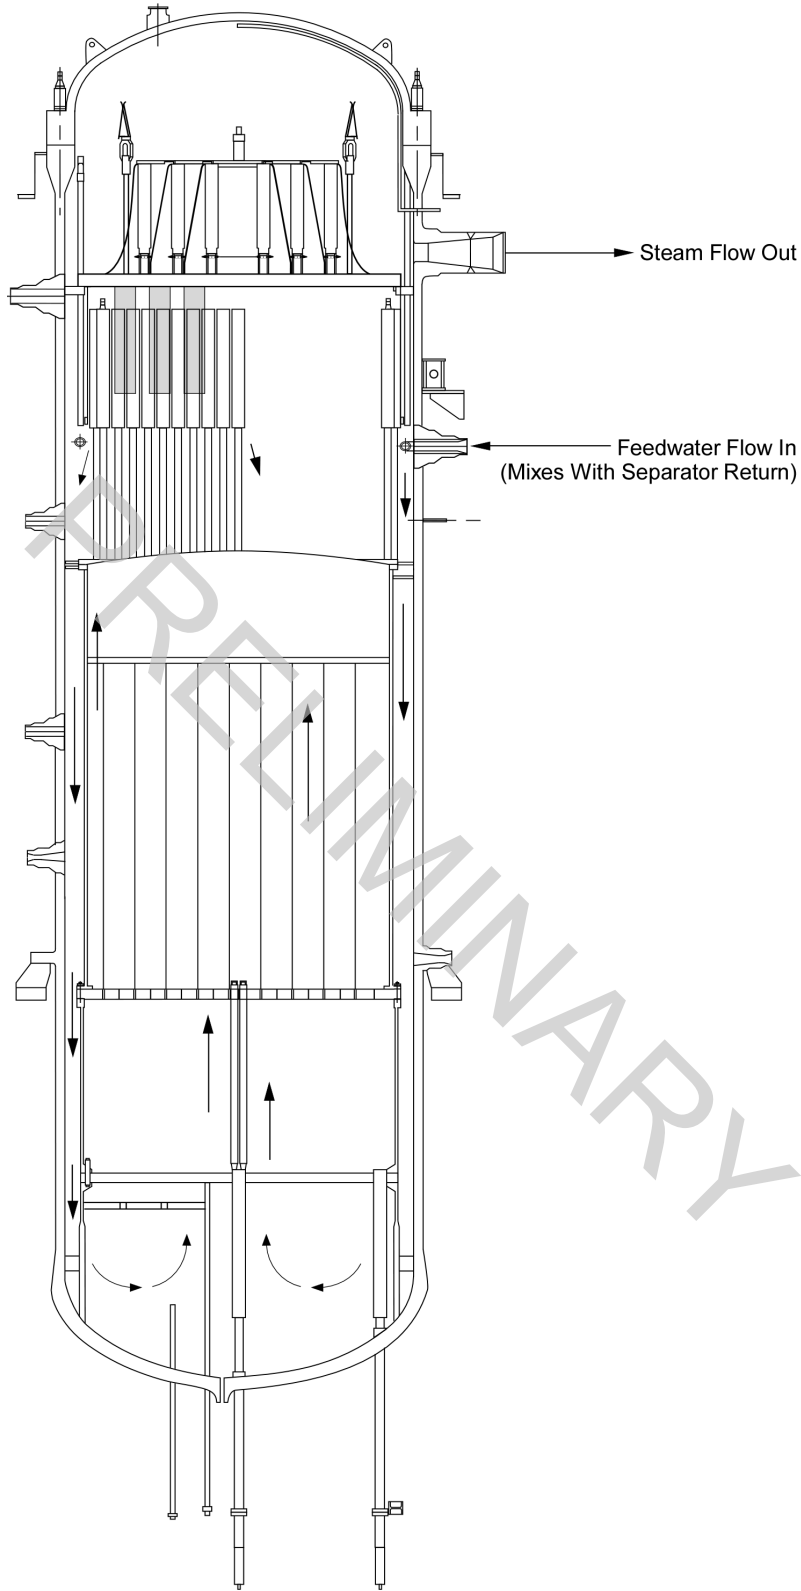 Steam Flow Out
Feedwater Flow In
(Mixes With Separator Return)
PRELIMINARY